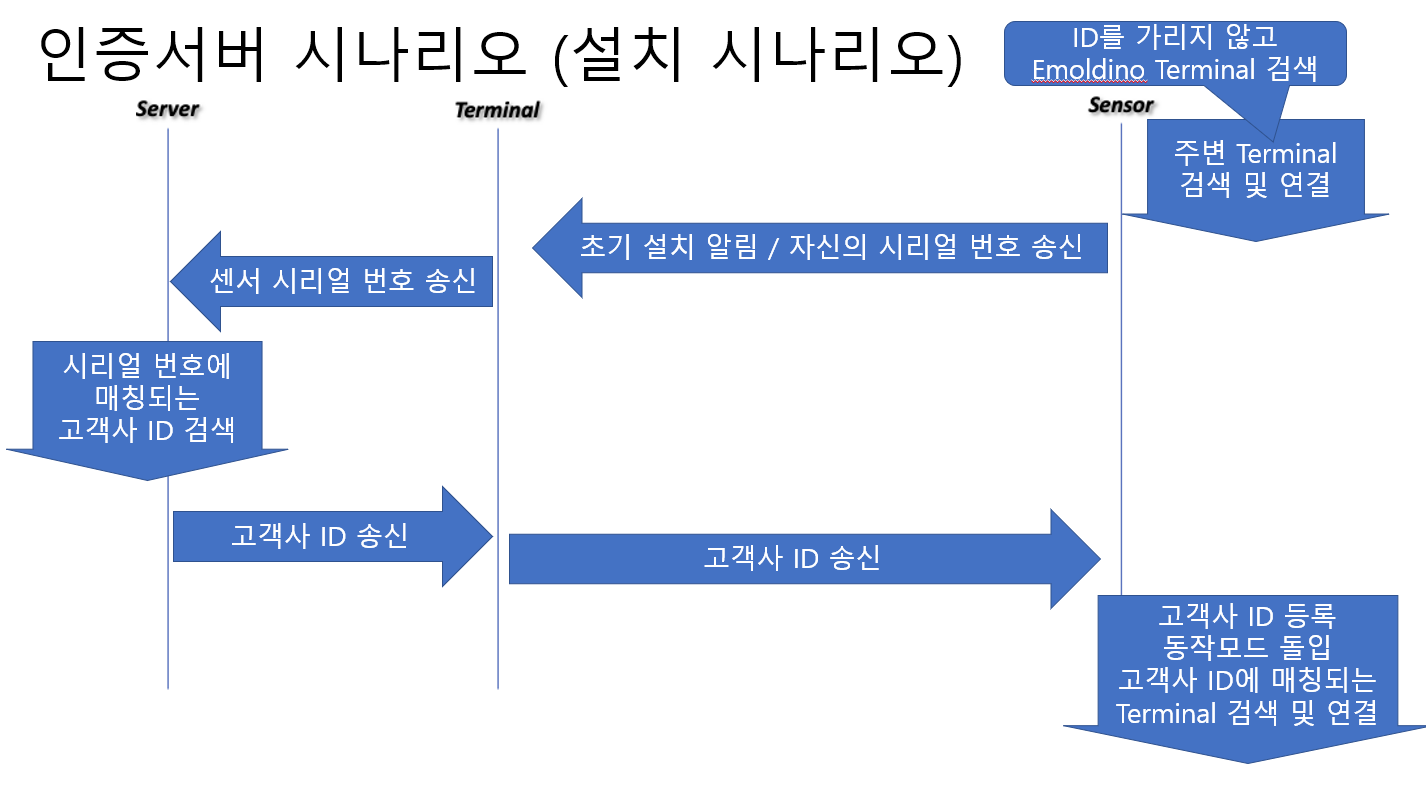 인증서버 시나리오 (설치 시나리오)
ID를 가리지 않고
Emoldino Terminal 검색
Server
Terminal
Sensor
주변 Terminal
검색 및 연결
초기 설치 알림 / 자신의 시리얼 번호 송신
센서 시리얼 번호 송신
시리얼 번호에
매칭되는
고객사 ID 검색
고객사 ID 송신
고객사 ID 송신
고객사 ID 등록
동작모드 돌입
고객사 ID에 매칭되는
Terminal 검색 및 연결